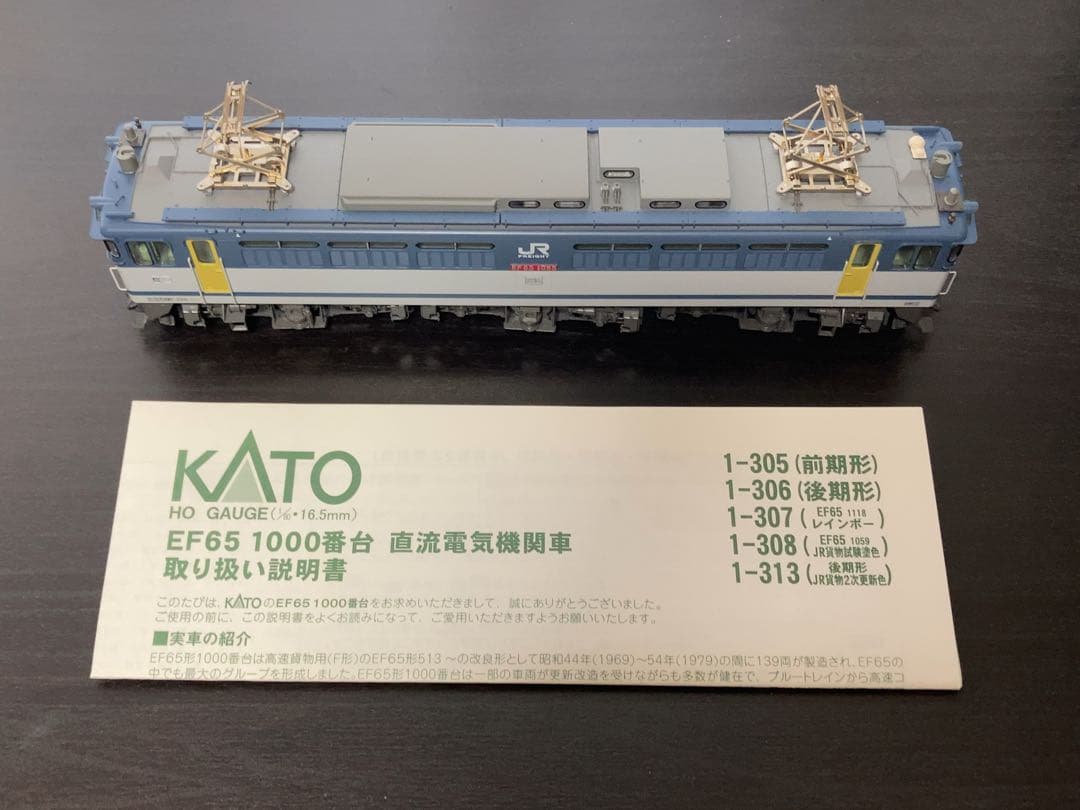 JR
FREIGHT
KATO
HO GAUGE(1/80・16.5mm)
EF65 1000番台 直流電気機関車
取り扱い説明書
1-305(前期形)
1-306(後期形)
1-307(EF65 1118 レインボー)
1-308(EF65 1059 JR貨物試験塗色)
1-313(後期形 JR貨物2次更新色)
このたびは、KATOのEF65 1000番台をお求めいただきまして、誠にありがとうございました。
ご使用の前に、この説明書をよくお読みになって、ご愛用いただきますようお願いいたします。
■実車の紹介
EF65形1000番台は高速貨物用(F形)のEF65形513〜の改良形として昭和44年(1969)〜54年(1979)の間に139両が製造され、EF65の
中でも最大のグループを形成しました。EF65形1000番台は一部の車両が更新改造を受けながらも多数が健在で、ブルートレインから高速コ